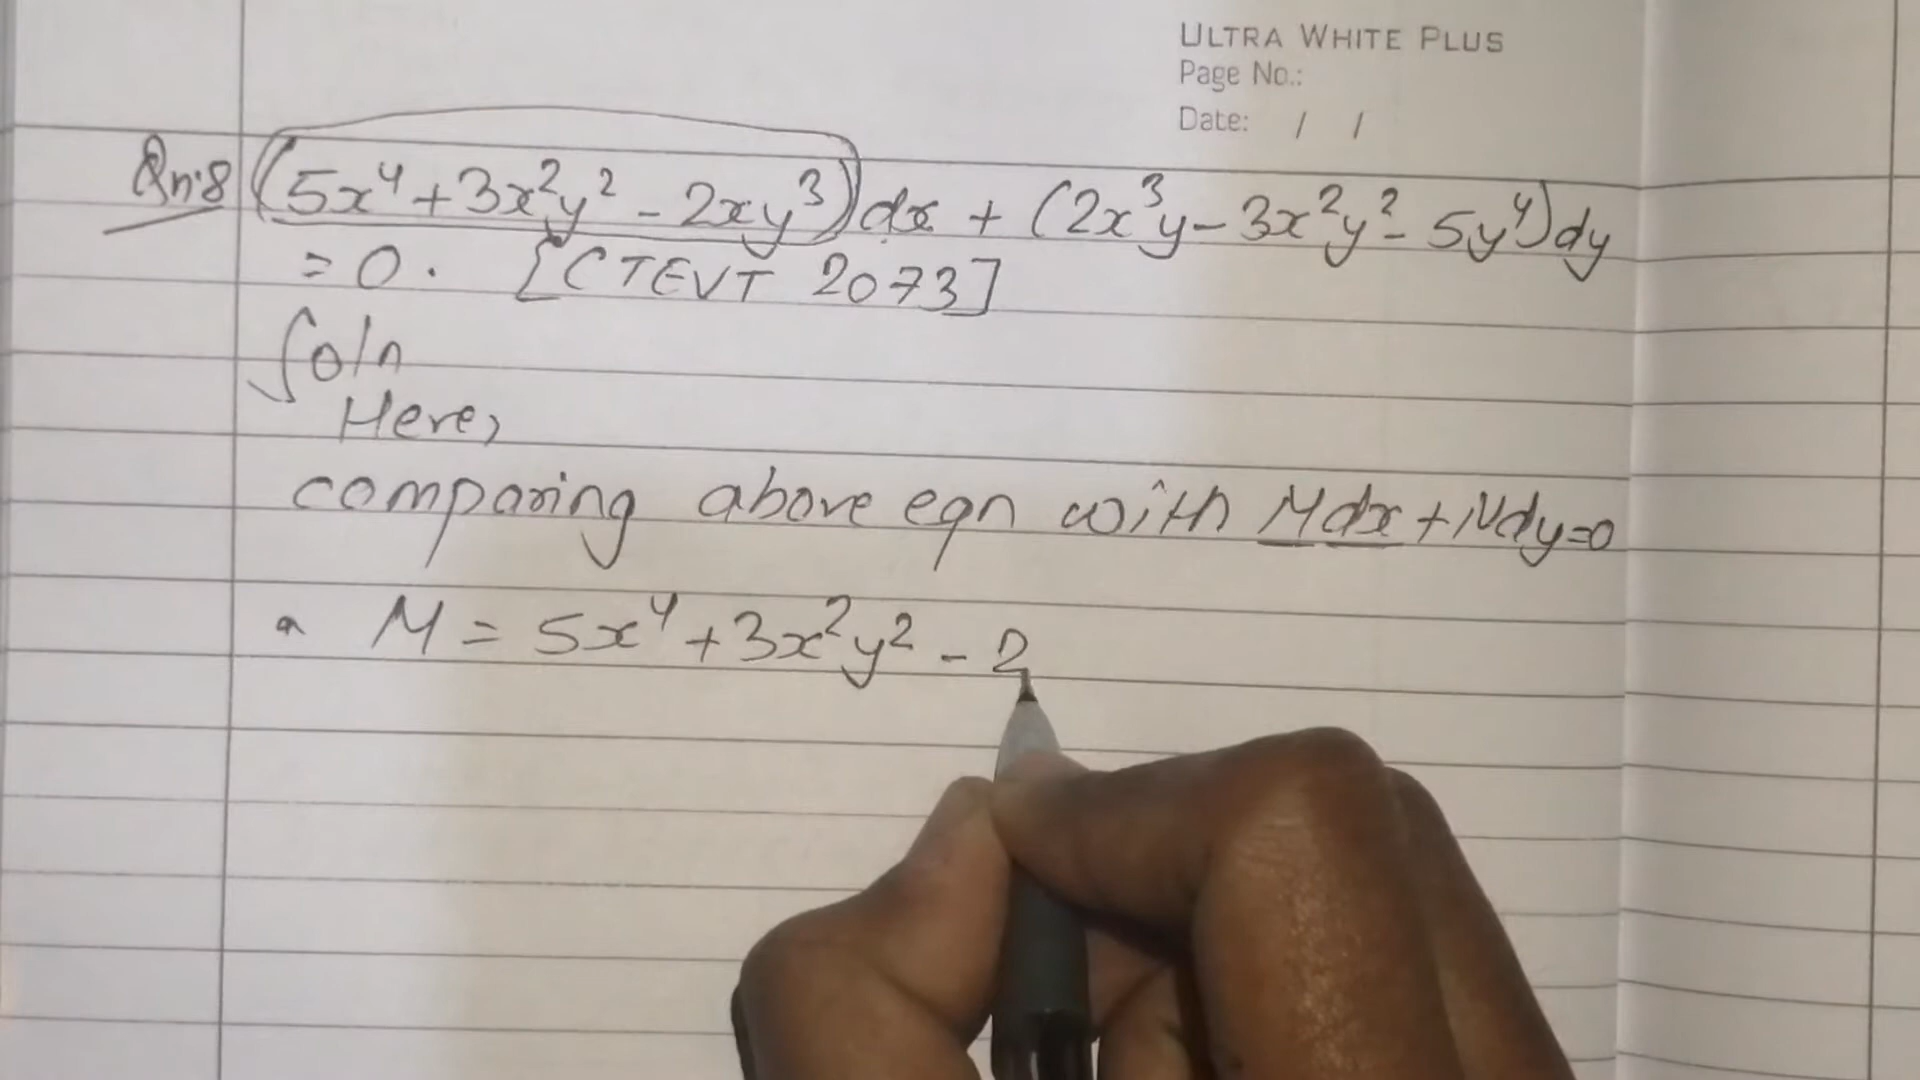 ULTRA WHITE PLUS
Page No.:
Date: / /
Qn.8 (5x⁴ + 3x²y² - 2xy³) dx + (2x³y - 3x²y² - 5y⁴) dy
= 0. [CTEVT 2073]
Soln
Here,
comparing above eqn with Mdx + Ndy = 0
M = 5x⁴ + 3x²y² - 2